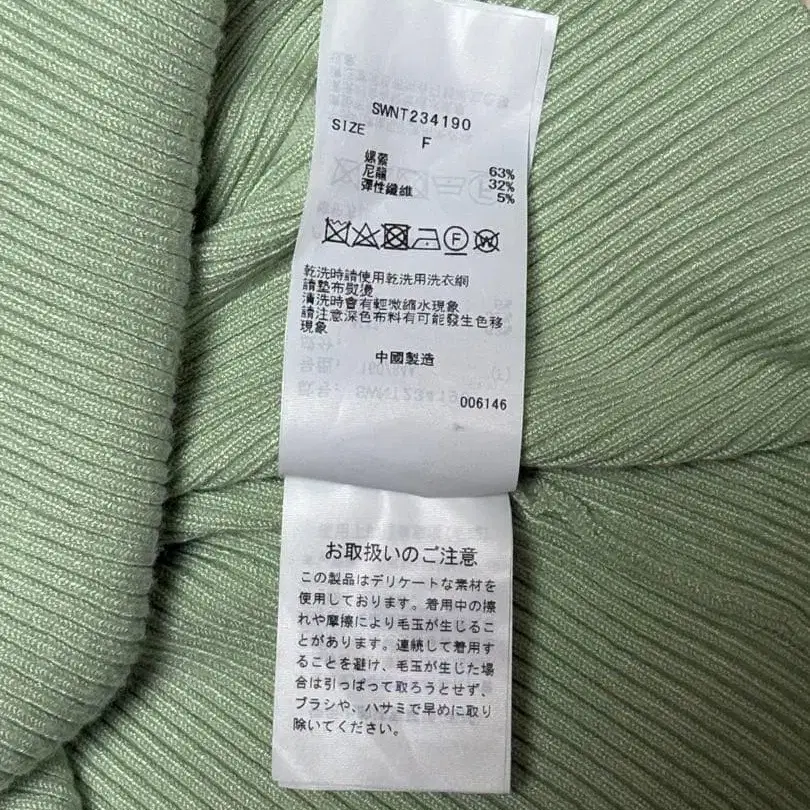 SWNT234190
SIZE F
嫘縈 63%
尼龍 32%
彈性纖維 5%
F W
乾洗時請使用乾洗用洗衣網
請墊布熨燙
清洗時會有輕微縮水現象
請注意深色布料有可能發生色移
現象
中國製造
006146
お取扱いのご注意
この製品はデリケートな素材を
使用しております。着用中の擦
れや摩擦により毛玉が生じるこ
とがあります。連続して着用す
ることを避け、毛玉が生じた場
合は引っぱって取ろうとせず、
ブラシや、ハサミで早めに取り
除いてください。